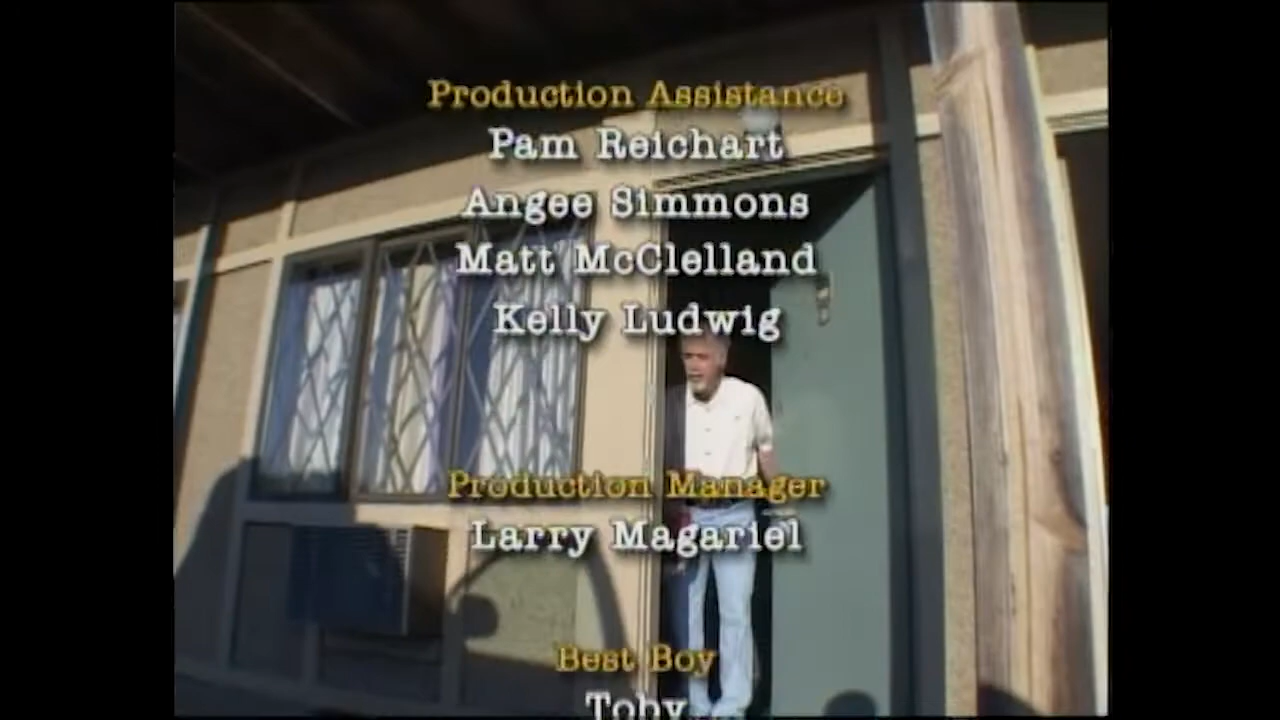 Production Assistance
Pam Reichart
Angee Simmons
Matt McClelland
Kelly Ludwig
Production Manager
Larry Magariel
Best Boy
Toby